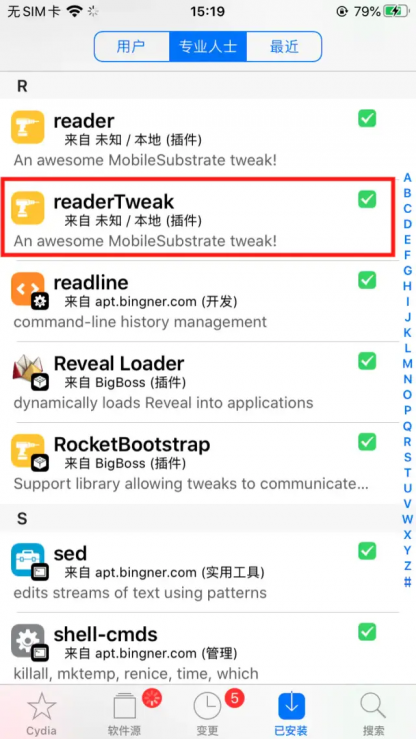 无SIM卡 15:19 79%
用户 专业人士 最近
R
reader
来自 未知 / 本地 (插件)
An awesome MobileSubstrate tweak!
readerTweak
来自 未知 / 本地 (插件)
An awesome MobileSubstrate tweak!
readline
来自 apt.bingner.com (开发)
command-line history management
Reveal Loader
来自 BigBoss (插件)
dynamically loads Reveal into applications
RocketBootstrap
来自 BigBoss (插件)
Support library allowing tweaks to communicate...
S
sed
来自 apt.bingner.com (实用工具)
edits streams of text using patterns
shell-cmds
来自 apt.bingner.com (管理)
killall, mktemp, renice, time, which
A
B
C
D
E
F
G
H
I
J
K
L
M
N
O
P
Q
R
S
T
U
V
W
X
Y
Z
#
5
Cydia 软件源 变更 已安装 搜索